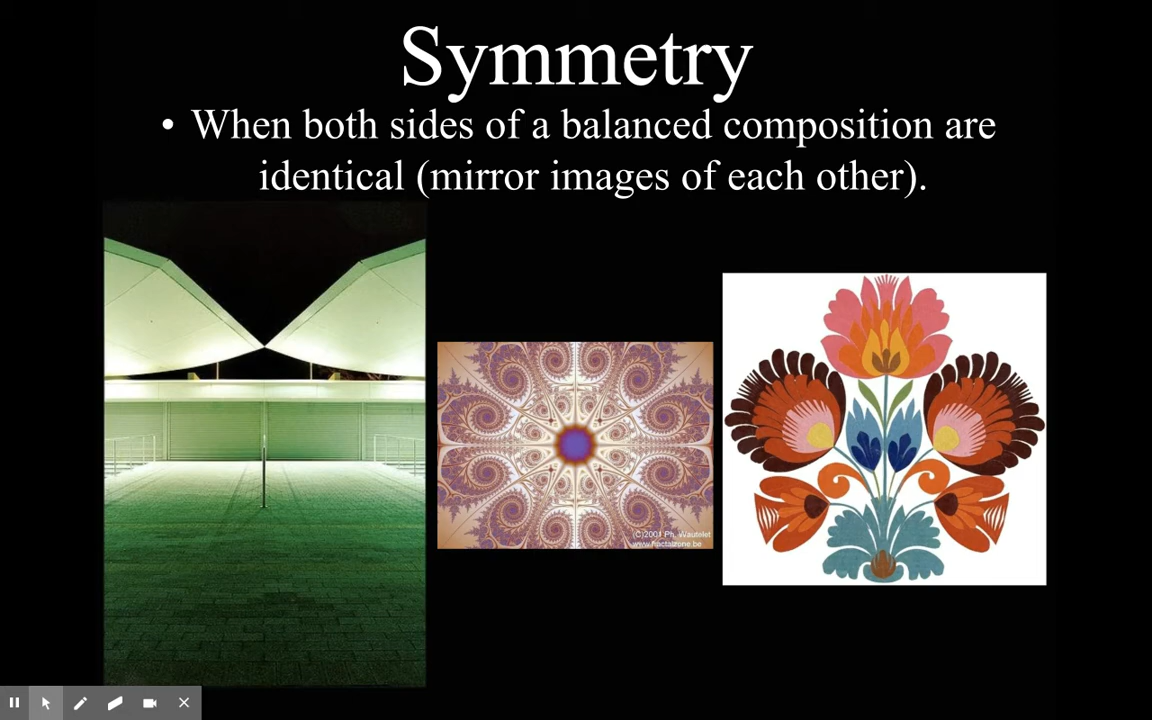 Symmetry
• When both sides of a balanced composition are
identical (mirror images of each other).
(C)2001 Ph. Wautelet
www.fractalzone.be